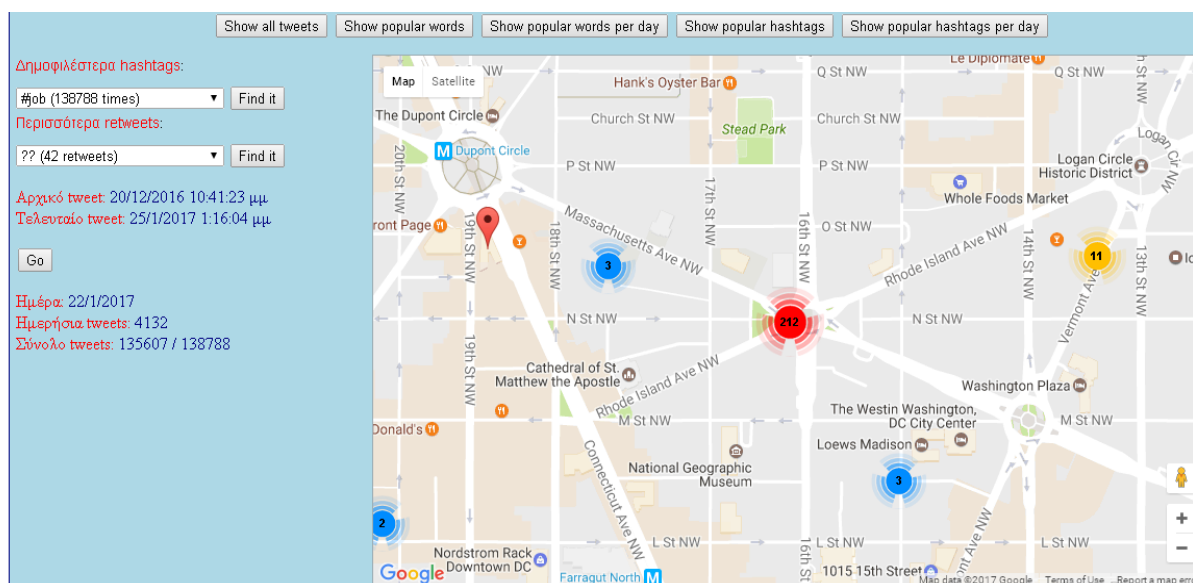 Show all tweets
Show popular words
Show popular words per day
Show popular hashtags
Show popular hashtags per day
Δημοφιλέστερα hashtags:
#job (138788 times)
Find it
Περισσότερα retweets:
?? (42 retweets)
Find it
Αρχικό tweet: 20/12/2016 10:41:23 μμ
Τελευταίο tweet: 25/1/2017 1:16:04 μμ
Go
Ημέρα: 22/1/2017
Ημερήσια tweets: 4132
Σύνολο tweets: 135607 / 138788
Map
Satellite
NW
Hank's Oyster Bar
Q St NW
Le Diplomate
Q St NW
The Dupont Circle
Church St NW
Stead Park
Church St NW
Dupont Circle
P St NW
P St NW
Logan Circle
Historic District
Logan Cir NW
Whole Foods Market
20th St NW
17th St NW
ront Page
19th St NW
18th St NW
Massachusetts Ave NW
16th St NW
O St NW
14th St NW
13th St NW
Rhode Island Ave NW
Vermont Ave
3
11
212
N St NW
N St NW
19th St NW
Cathedral of St.
Matthew the Apostle
Rhode Island Ave NW
Washington Plaza
Donald's
M St NW
M St NW
The Westin Washington,
DC City Center
Loews Madison
Connecticut Ave NW
National Geographic
Museum
3
2
L St NW
L St NW
L St NW
16th St
Nordstrom Rack
Downtown DC
Farragut North
1015 15th Street
Google
Map data ©2017 Google
Terms of Use
Report a map erro